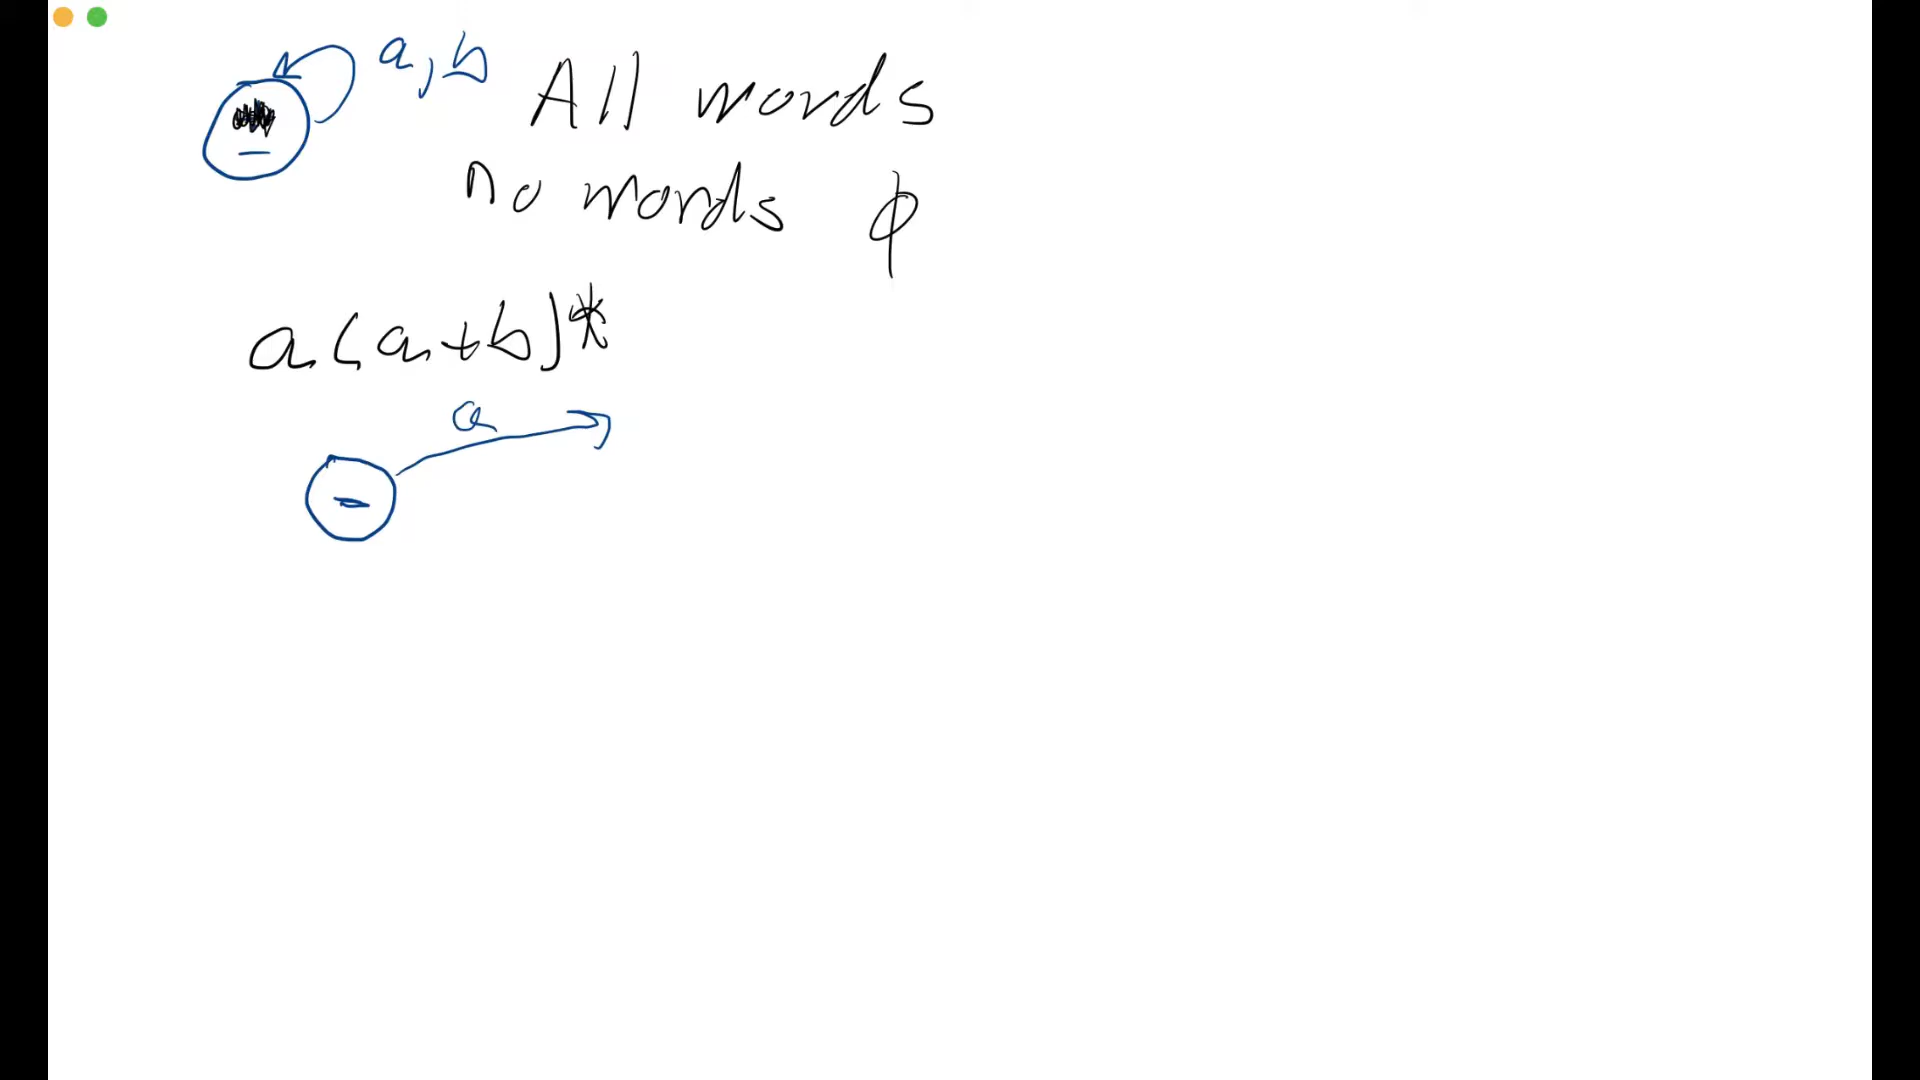 a, b
All words
no words ϕ
-
a(a+b)*
a
-